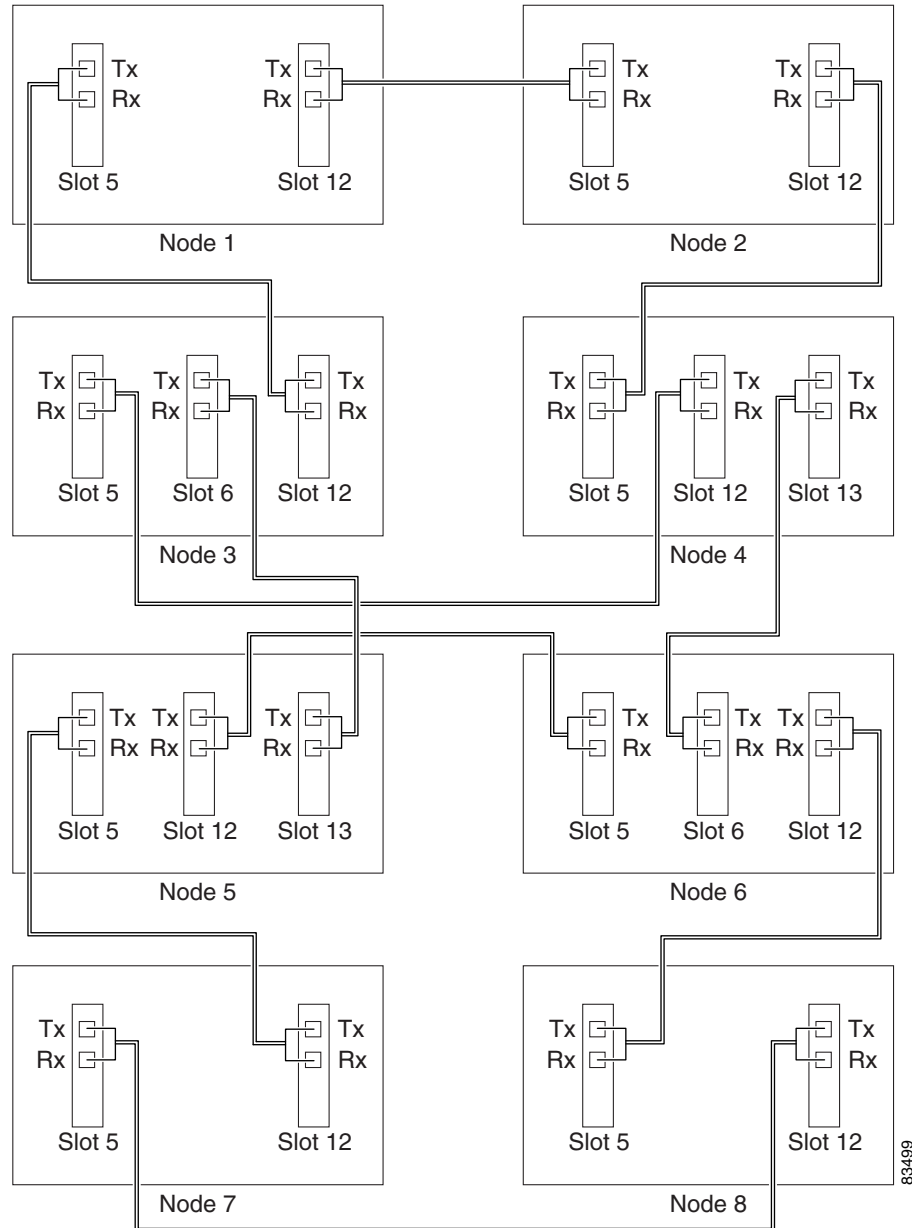 Tx Tx Tx Tx
Rx Rx Rx Rx
Slot 5 Slot 12 Slot 5 Slot 12
Node 1 Node 2
Tx Tx Tx Tx Tx Tx
Rx Rx Rx Rx Rx Rx
Slot 5 Slot 6 Slot 12 Slot 5 Slot 12 Slot 13
Node 3 Node 4
Tx Tx Tx Tx Tx Tx
Rx Rx Rx Rx Rx Rx
Slot 5 Slot 12 Slot 13 Slot 5 Slot 6 Slot 12
Node 5 Node 6
Tx Tx Tx Tx
Rx Rx Rx Rx
Slot 5 Slot 12 Slot 5 Slot 12
Node 7 Node 8
83499